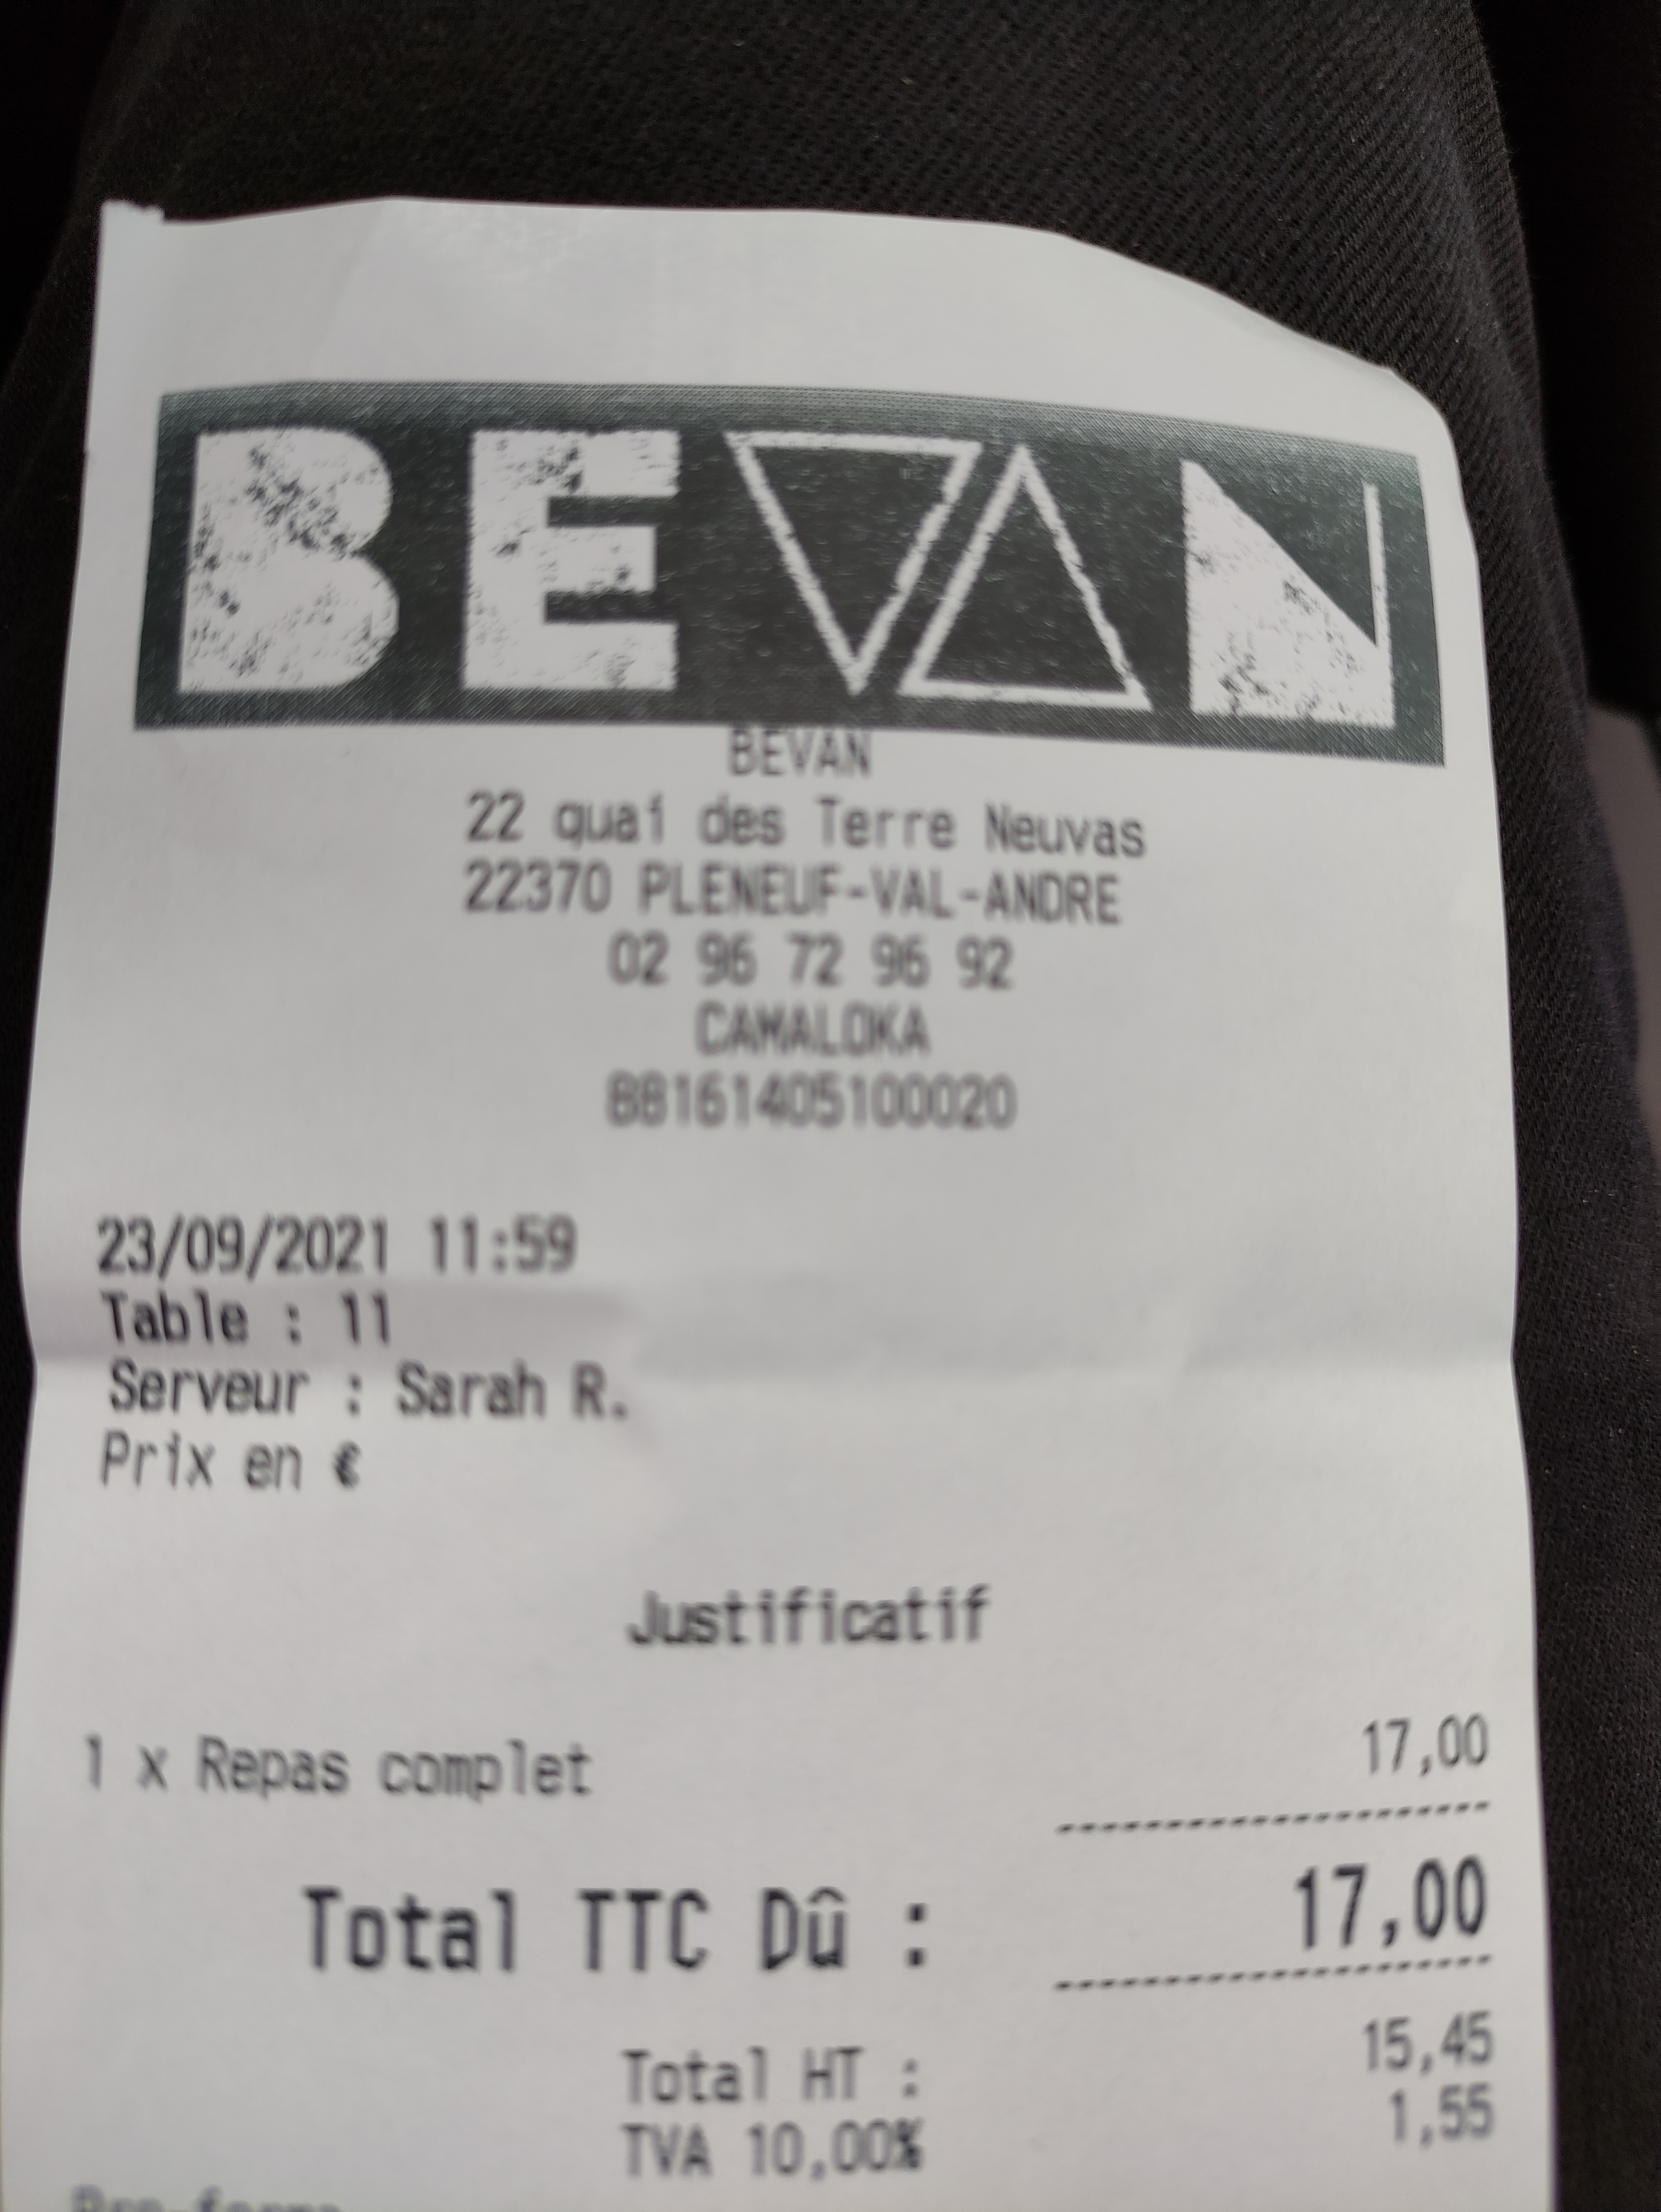 BEVAN
BEVAN
22 quai des Terre Neuvas
22370 PLENEUF-VAL-ANDRE
02 96 72 96 92
CAMALOKA
88161405100020
23/09/2021 11:59
Table : 11
Serveur : Sarah R.
Prix en €
Justificatif
1 x Repas complet 17,00
Total TTC Dû : 17,00
Total HT : 15,45
TVA 10,00% 1,55